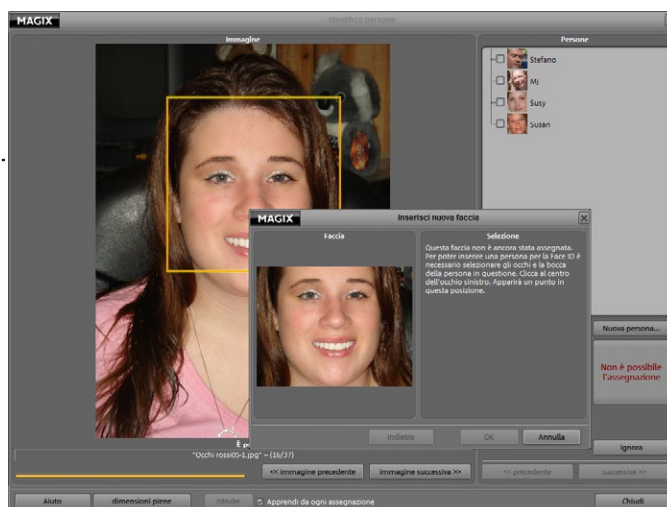 MAGIX
Identifica persone
Immagine
Persone
Stefano
Mj
Susy
Susan
MAGIX
Inserisci nuova faccia
Faccia
Selezione
Questa faccia non è ancora stata assegnata.
Per poter inserire una persona per la Face ID è
necessario selezionare gli occhi e la bocca
della persona in questione. Clicca al centro
dell'occhio sinistro. Apparirà un punto in
questa posizione.
Indietro
OK
Annulla
Nuova persona...
Non è possibile
l'assegnazione
Ignora
È
"Occhi rossi05-1.jpg" - (16/37)
<< Immagine precedente
Immagine successiva >>
<< precedente
successiva >>
Aiuto
dimensioni piene
Istruire
Apprendi da ogni assegnazione
Chiudi